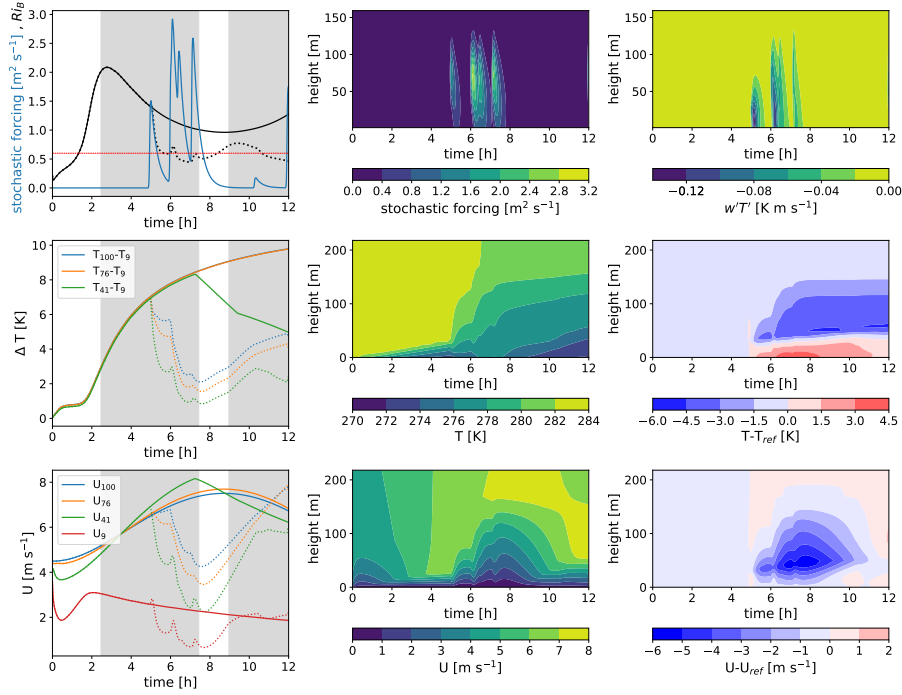 stochastic forcing [m² s⁻¹] , Ri_B
3.0
2.5
2.0
1.5
1.0
0.5
0.0
0 2 4 6 8 10 12
time [h]
height [m]
150
100
50
0 2 4 6 8 10 12
time [h]
0.0 0.4 0.8 1.2 1.6 2.0 2.4 2.8 3.2
stochastic forcing [m² s⁻¹]
height [m]
150
100
50
0 2 4 6 8 10 12
time [h]
−0.12 −0.08 −0.04 0.00
w'T' [K m s⁻¹]
Δ T [K]
10
8
6
4
2
0
T₁₀₀-T₉
T₇₆-T₉
T₄₁-T₉
0 2 4 6 8 10 12
time [h]
height [m]
200
100
0
0 2 4 6 8 10 12
time [h]
270 272 274 276 278 280 282 284
T [K]
height [m]
200
100
0
0 2 4 6 8 10 12
time [h]
−6.0 −4.5 −3.0 −1.5 0.0 1.5 3.0 4.5
T-T_ref [K]
U [m s⁻¹]
8
6
4
2
U₁₀₀
U₇₆
U₄₁
U₉
0 2 4 6 8 10 12
time [h]
height [m]
200
100
0
0 2 4 6 8 10 12
time [h]
0 1 2 3 4 5 6 7 8
U [m s⁻¹]
height [m]
200
100
0
0 2 4 6 8 10 12
time [h]
−6 −5 −4 −3 −2 −1 0 1 2
U-U_ref [m s⁻¹]